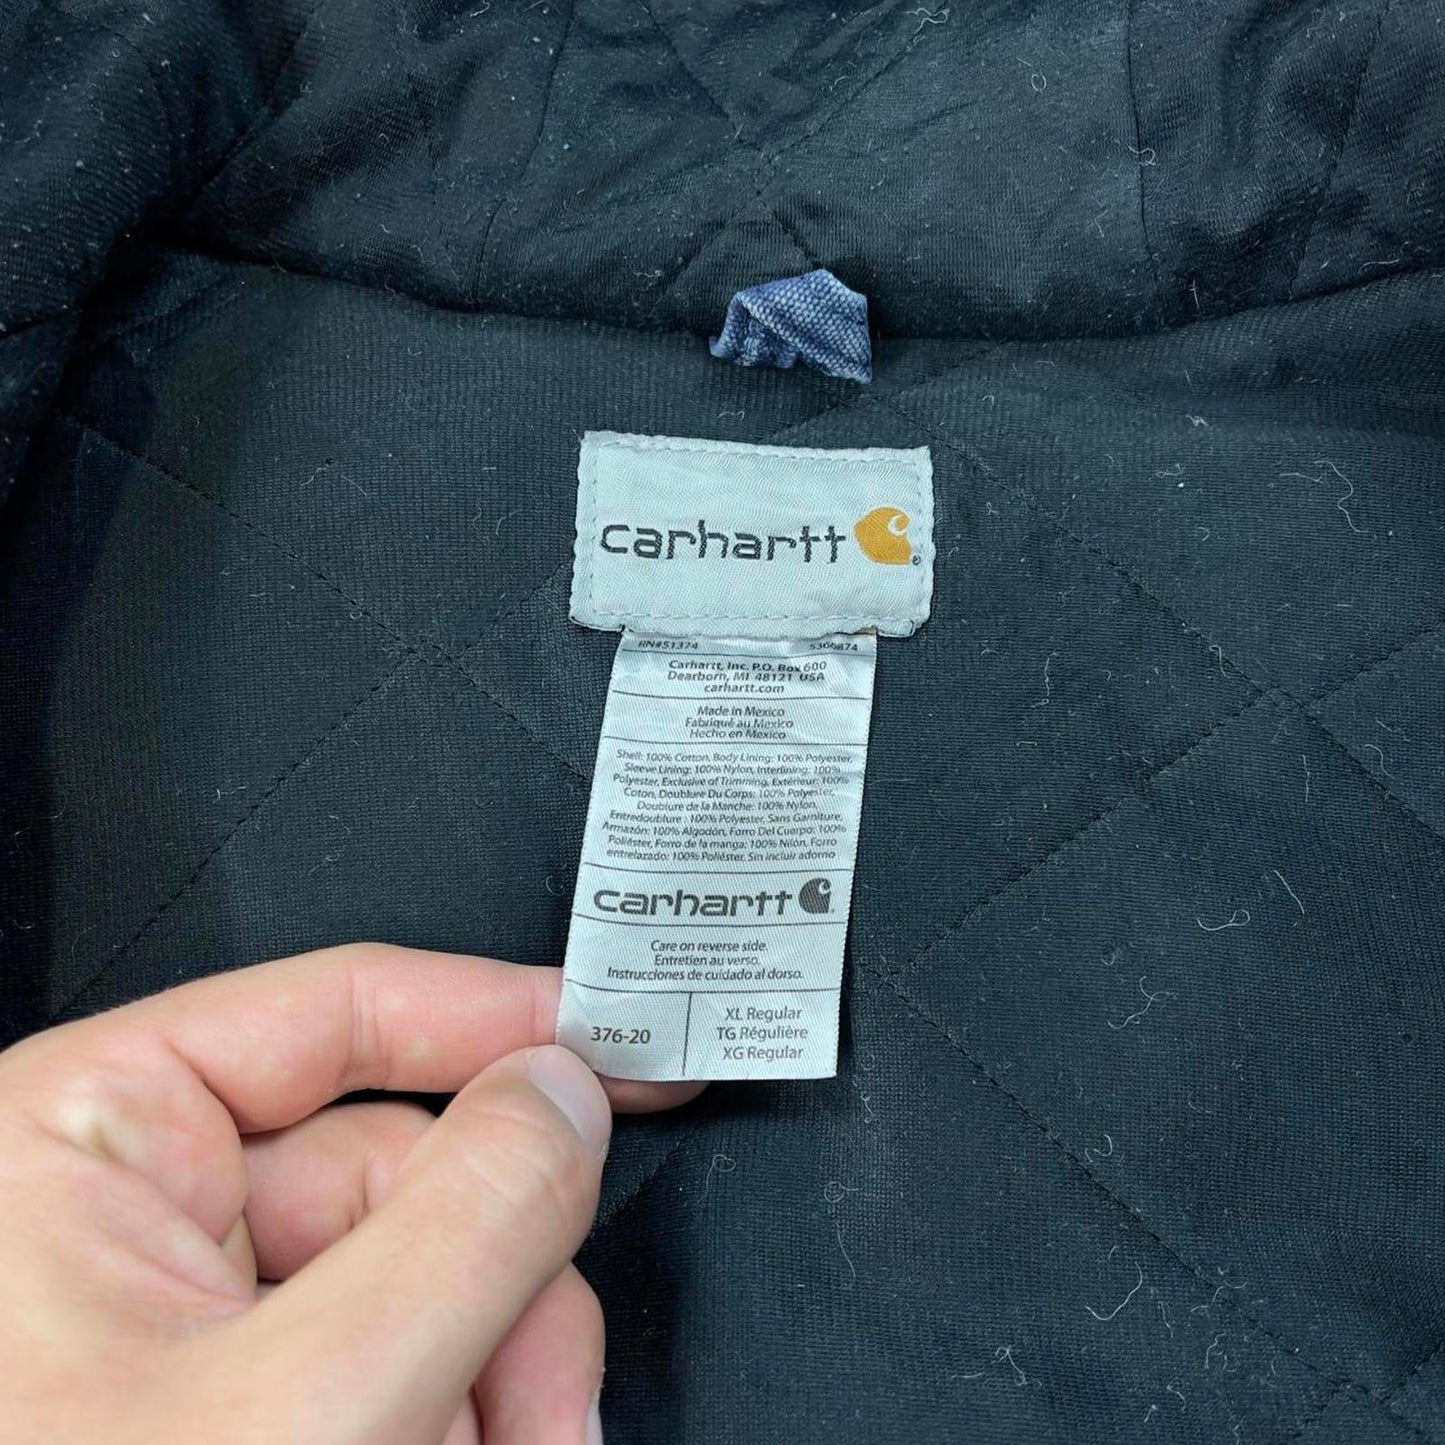 carhartt
RN#51374 5300874
Carhartt, Inc. P.O. Box 600
Dearborn, MI 48121 USA
carhartt.com
Made in Mexico
Fabriqué au Mexico
Hecho en Mexico
Shell: 100% Cotton, Body Lining: 100% Polyester,
Sleeve Lining: 100% Nylon, Interlining: 100%
Polyester, Exclusive of Trimming, Extérieur: 100%
Coton, Doublure Du Corps: 100% Polyester,
Doublure de la Manche: 100% Nylon,
Entredoublure : 100% Polyester, Sans Garniture,
Armazón: 100% Algodón, Forro Del Cuerpo: 100%
Poliéster, Forro de la manga: 100% Nilón, Forro
entrelazado: 100% Poliéster, Sin incluir adorno
carhartt
Care on reverse side.
Entretien au verso.
Instrucciones de cuidado al dorso.
376-20
XL Regular
TG Régulière
XG Regular